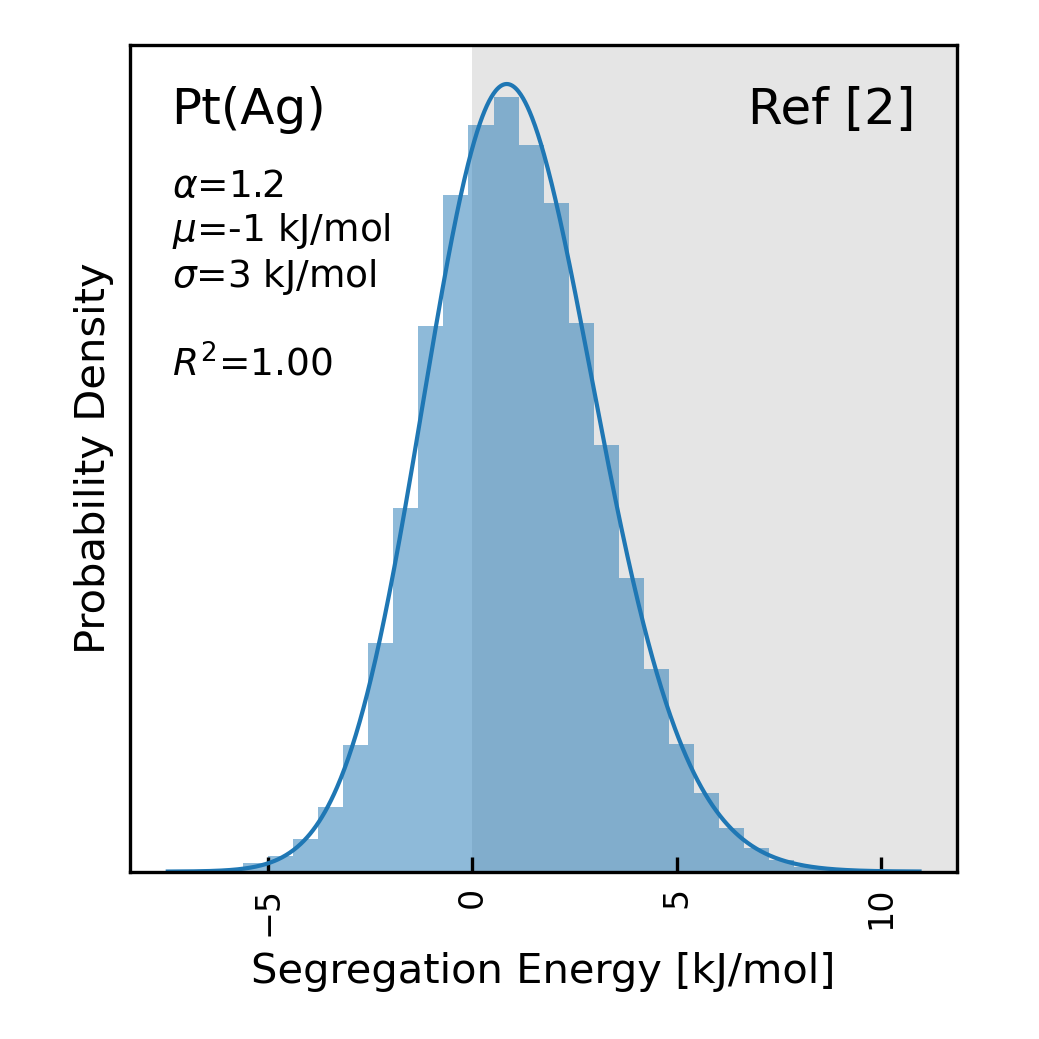 Pt(Ag)
Ref [2]
α=1.2
μ=-1 kJ/mol
σ=3 kJ/mol
R²=1.00
Probability Density
−5
0
5
10
Segregation Energy [kJ/mol]